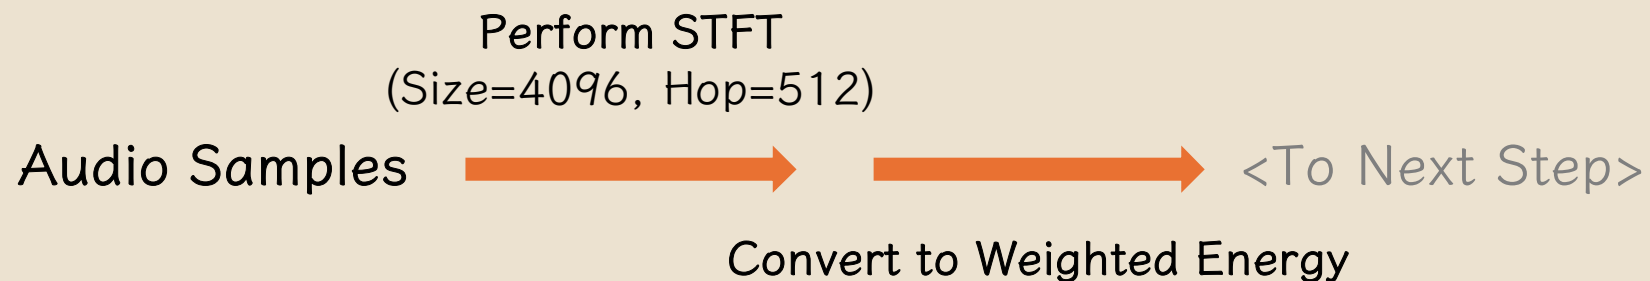 Perform STFT
(Size=4096, Hop=512)
Audio Samples
<To Next Step>
Convert to Weighted Energy